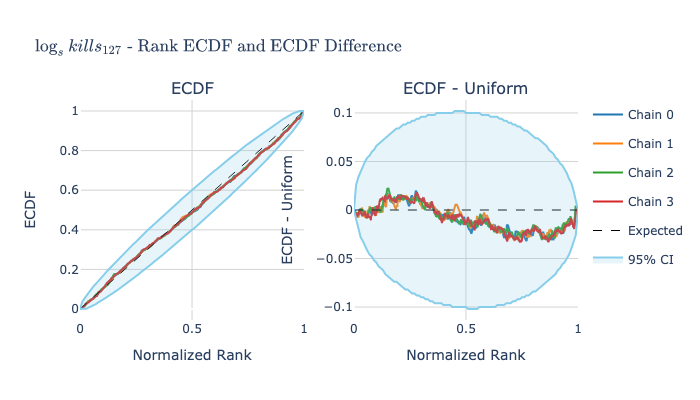 log_s kills_127 - Rank ECDF and ECDF Difference
ECDF
ECDF - Uniform
1
0.8
0.6
0.4
0.2
0
0
0.5
1
ECDF
Normalized Rank
0.1
0.05
0
−0.05
−0.1
0
0.5
1
ECDF - Uniform
Normalized Rank
Chain 0
Chain 1
Chain 2
Chain 3
Expected
95% CI